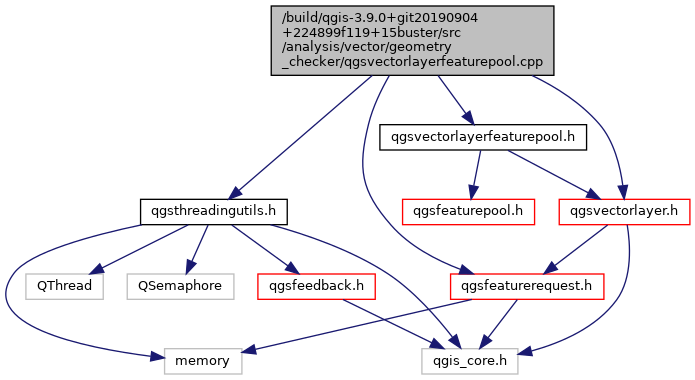 /build/qgis-3.9.0+git20190904
+224899f119+15buster/src
/analysis/vector/geometry
_checker/qgsvectorlayerfeaturepool.cpp
qgsvectorlayerfeaturepool.h
qgsthreadingutils.h
qgsfeaturepool.h
qgsvectorlayer.h
QThread
QSemaphore
qgsfeedback.h
qgsfeaturerequest.h
memory
qgis_core.h